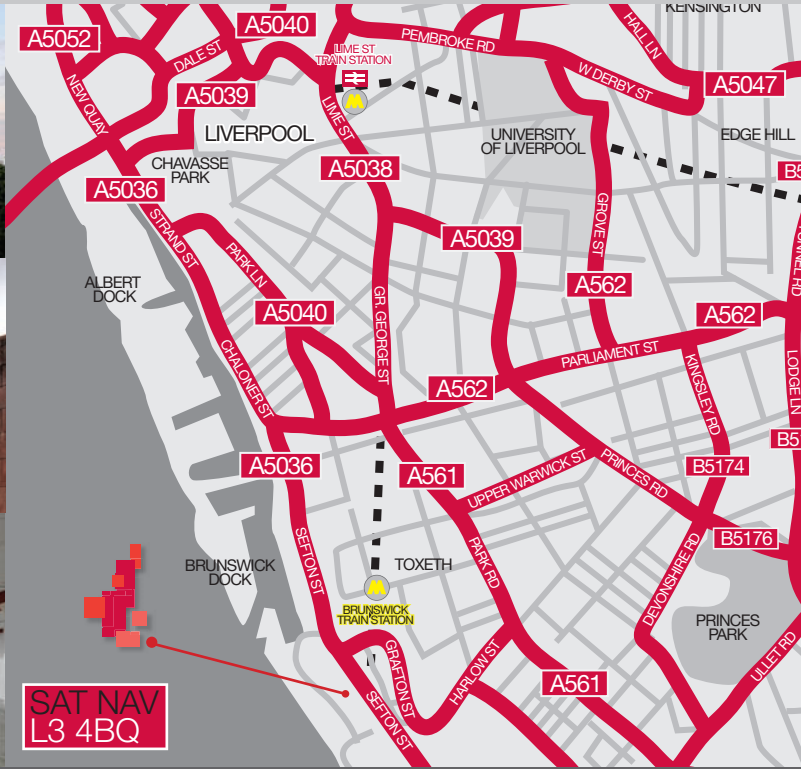 KENSINGTON
A5052
A5040
HALL LN
PEMBROKE RD
DALE ST
LIME ST
TRAIN STATION
W DERBY ST
A5047
NEW QUAY
A5039
LIME ST
LIVERPOOL
UNIVERSITY
OF LIVERPOOL
EDGE HILL
CHAVASSE
PARK
A5038
B5
A5036
STRAND ST
GROVE ST
A5039
PARK LN
ALBERT
DOCK
A562
GR. GEORGE ST
A5040
A562
CHALONER ST
PARLIAMENT ST
KINGSLEY RD
LODGE LN
A562
B5
A5036
A561
UPPER WARWICK ST
PRINCES RD
B5174
B5176
SEFTON ST
PARK RD
DEVONSHIRE RD
BRUNSWICK
DOCK
TOXETH
BRUNSWICK
TRAIN STATION
PRINCES
PARK
ULLET RD
GRAFTON ST
HARLOW ST
A561
SEFTON ST
SAT NAV
L3 4BQ